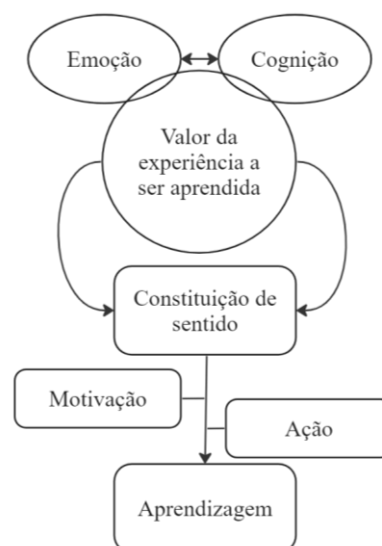 Emoção
Cognição
Valor da
experiência a
ser aprendida
Constituição de
sentido
Motivação
Ação
Aprendizagem